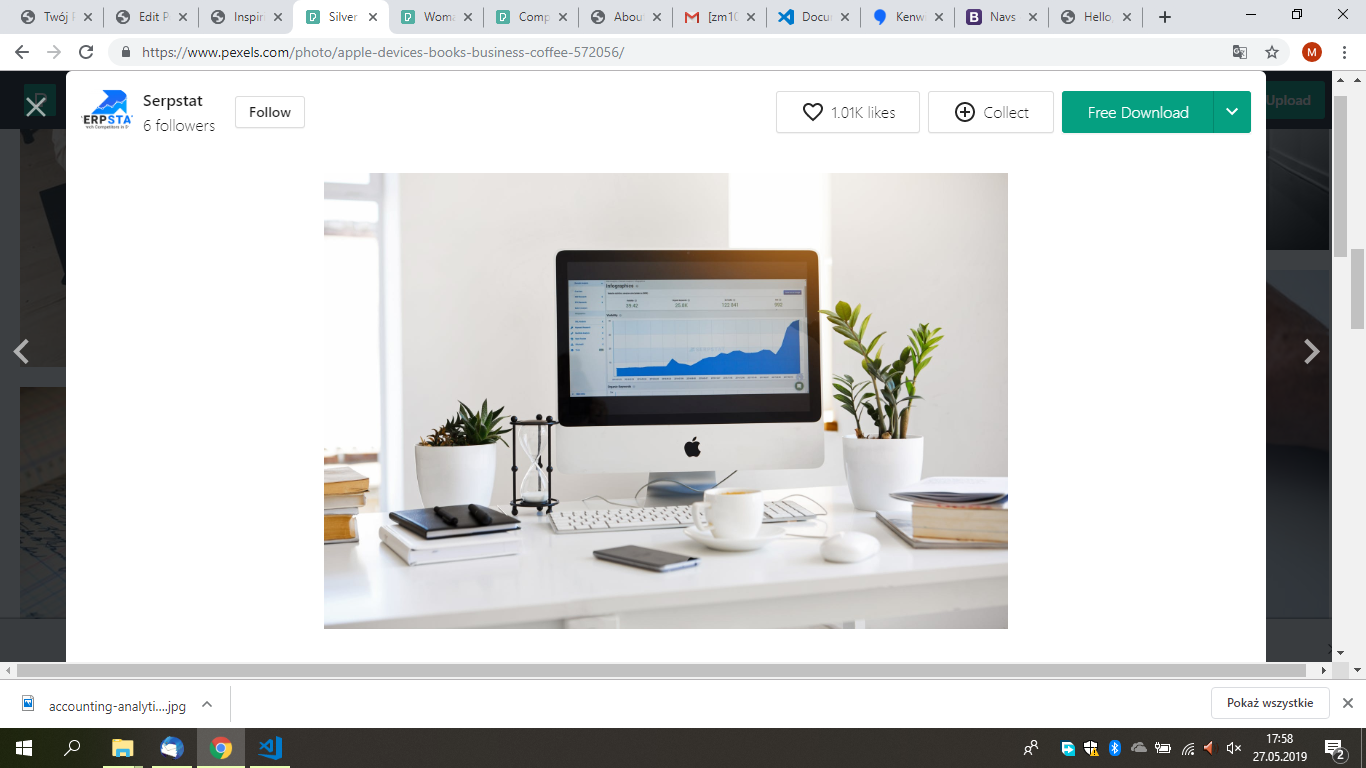 Twój
Edit P
Inspir
Silver
Wom
Comp
Abou
[zm10
Docu
Kenw
Navs
Hello,
https://www.pexels.com/photo/apple-devices-books-business-coffee-572056/
M
Upload
ERPSTA
Serpstat
6 followers
Follow
1.01K likes
Collect
Free Download
Infographics
accounting-analyti....jpg
Pokaż wszystkie
17:58
27.05.2019
2